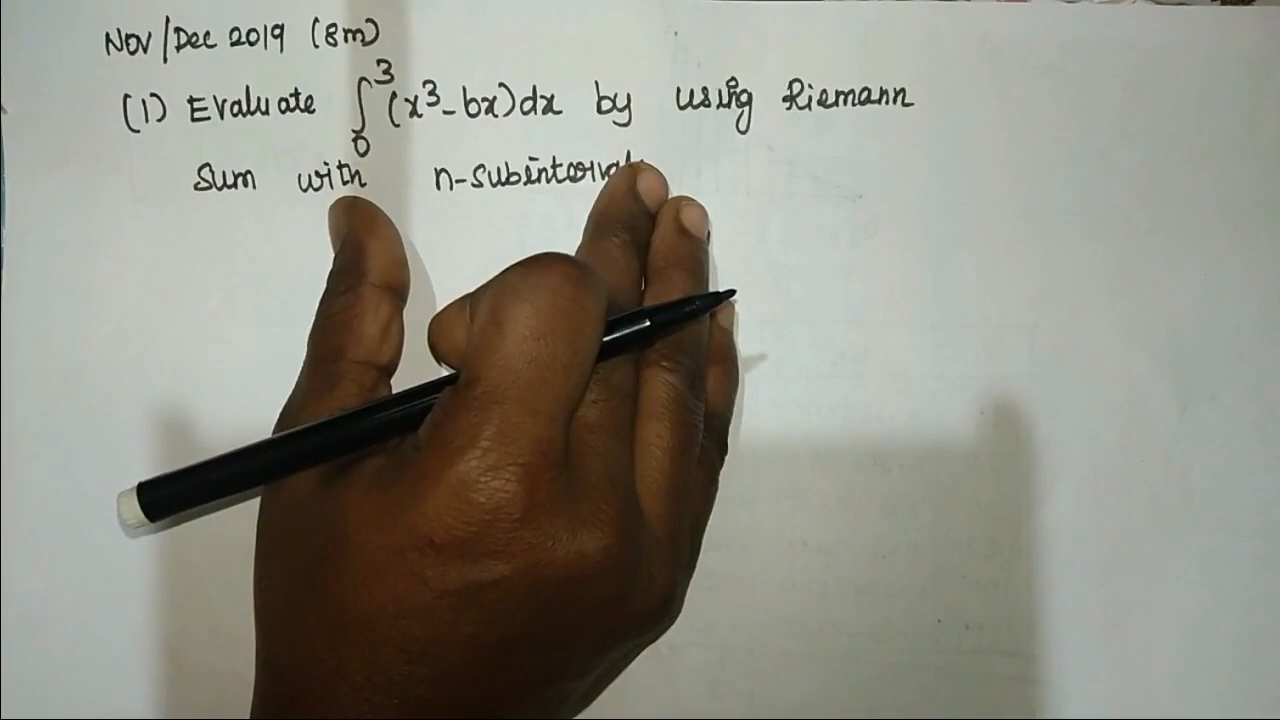 Nov/Dec 2019 (8m)
(1) Evaluate ∫₀³ (x³-6x)dx by using Riemann
Sum with n-subinterval